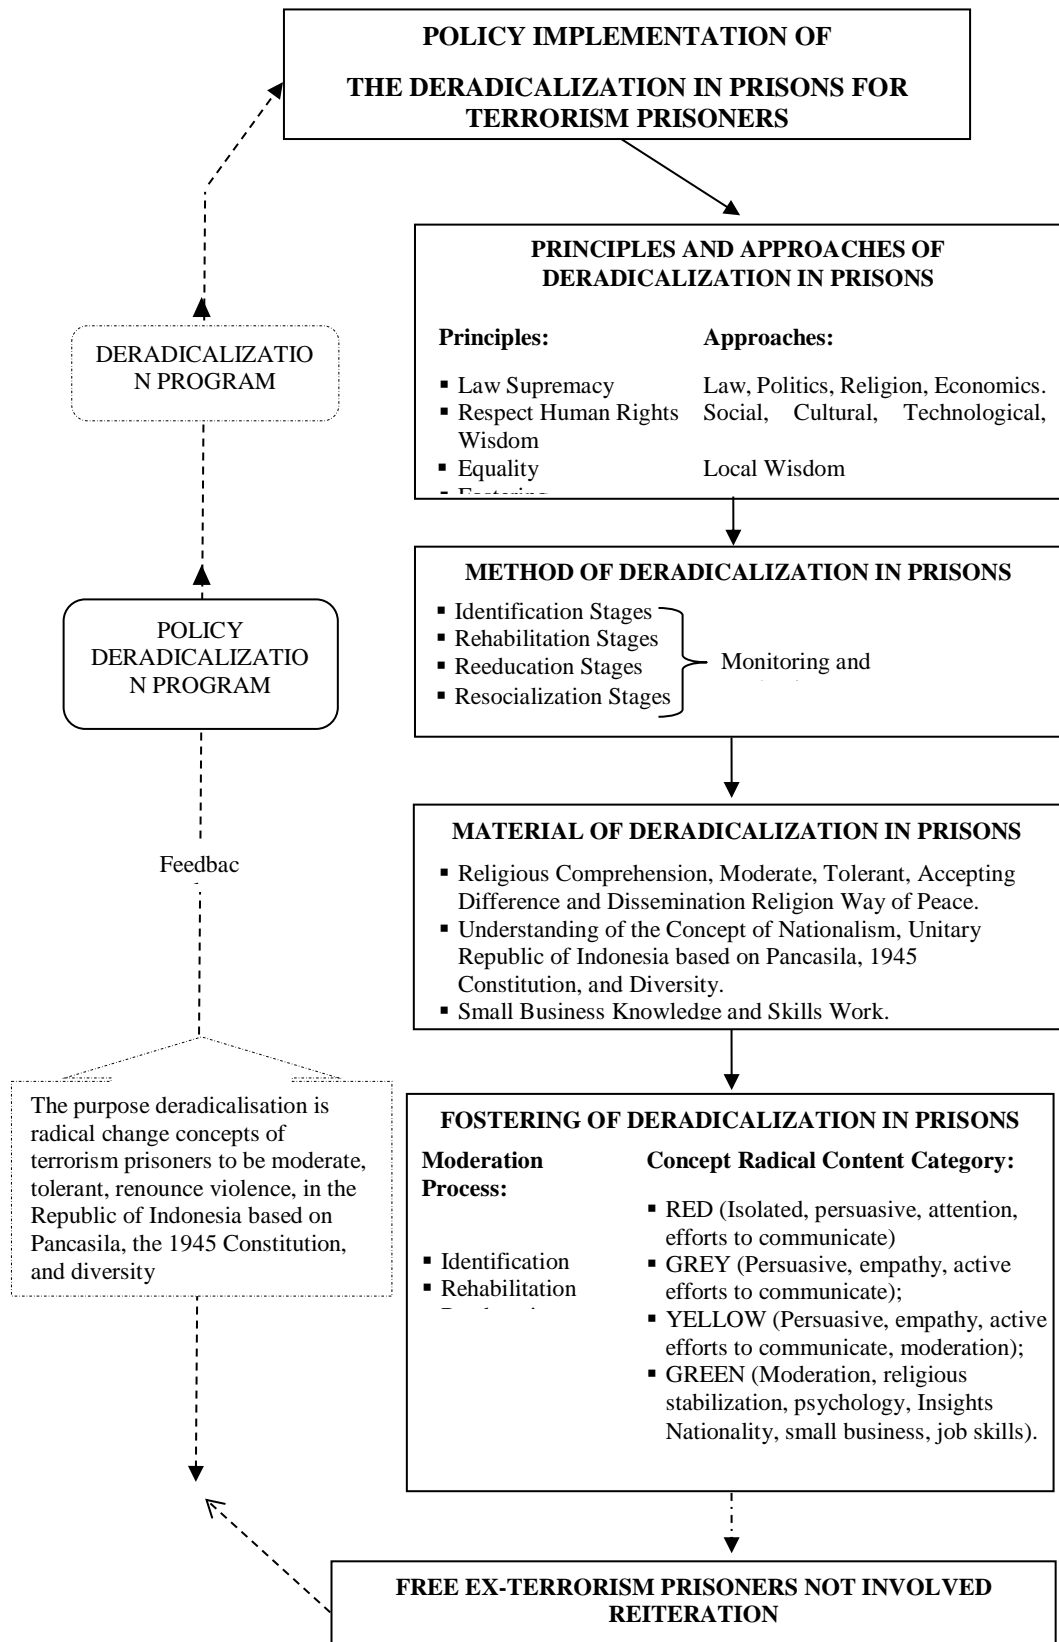 POLICY IMPLEMENTATION OF
THE DERADICALIZATION IN PRISONS FOR
TERRORISM PRISONERS
PRINCIPLES AND APPROACHES OF
DERADICALIZATION IN PRISONS
Principles:
▪ Law Supremacy
▪ Respect Human Rights
Wisdom
▪ Equality
Approaches:
Law, Politics, Religion, Economics.
Social, Cultural, Technological,
Local Wisdom
METHOD OF DERADICALIZATION IN PRISONS
▪ Identification Stages
▪ Rehabilitation Stages
▪ Reeducation Stages
▪ Resocialization Stages
Monitoring and
MATERIAL OF DERADICALIZATION IN PRISONS
▪ Religious Comprehension, Moderate, Tolerant, Accepting
Difference and Dissemination Religion Way of Peace.
▪ Understanding of the Concept of Nationalism, Unitary
Republic of Indonesia based on Pancasila, 1945
Constitution, and Diversity.
▪ Small Business Knowledge and Skills Work.
FOSTERING OF DERADICALIZATION IN PRISONS
Moderation
Process:
▪ Identification
▪ Rehabilitation
Concept Radical Content Category:
▪ RED (Isolated, persuasive, attention,
efforts to communicate)
▪ GREY (Persuasive, empathy, active
efforts to communicate);
▪ YELLOW (Persuasive, empathy, active
efforts to communicate, moderation);
▪ GREEN (Moderation, religious
stabilization, psychology, Insights
Nationality, small business, job skills).
FREE EX-TERRORISM PRISONERS NOT INVOLVED
REITERATION
DERADICALIZATIO
N PROGRAM
POLICY
DERADICALIZATIO
N PROGRAM
Feedbac
The purpose deradicalisation is
radical change concepts of
terrorism prisoners to be moderate,
tolerant, renounce violence, in the
Republic of Indonesia based on
Pancasila, the 1945 Constitution,
and diversity